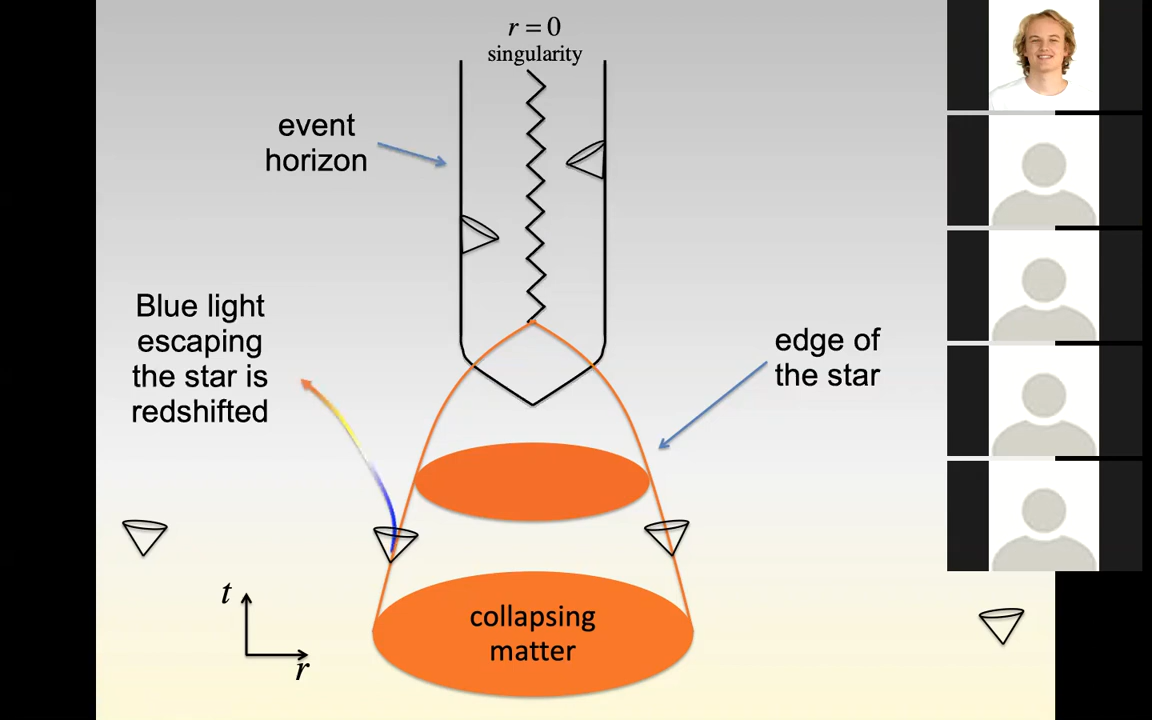 r = 0
singularity
event
horizon
Blue light
escaping
the star is
redshifted
edge of
the star
collapsing
matter
t
r